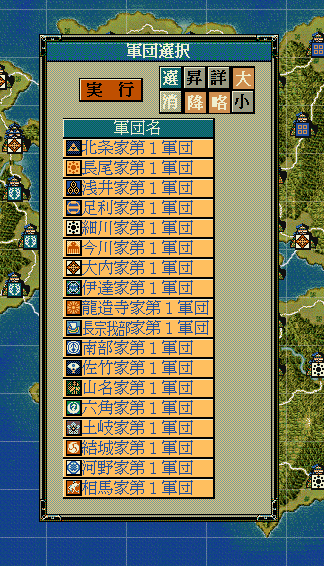 軍団選択
実行
選昇詳大
消降略小
軍団名
北条家第１軍団
長尾家第１軍団
浅井家第１軍団
足利家第１軍団
細川家第１軍団
今川家第１軍団
大内家第１軍団
伊達家第１軍団
龍造寺家第１軍団
長宗我部家第１軍団
南部家第１軍団
佐竹家第１軍団
山名家第１軍団
六角家第１軍団
土岐家第１軍団
結城家第１軍団
河野家第１軍団
相馬家第１軍団